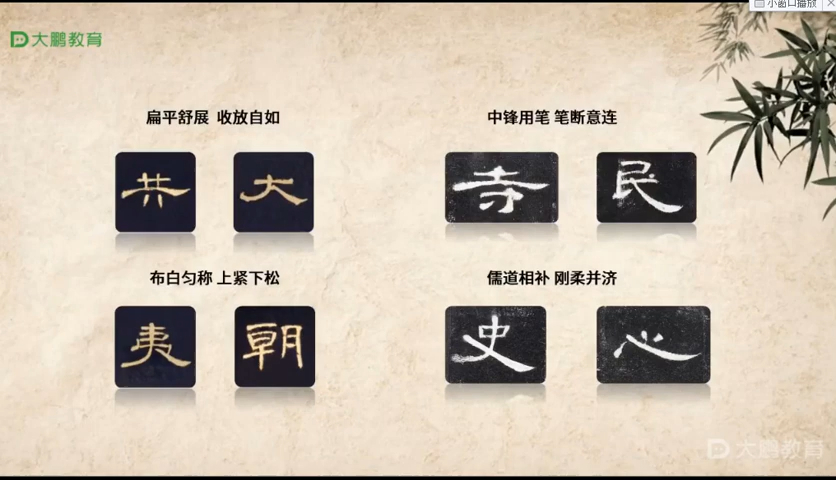 小窗口播放
大鹏教育
扁平舒展 收放自如
中锋用笔 笔断意连
共 大
寺 民
布白匀称 上紧下松
儒道相补 刚柔并济
夷 朝
史 心
大鹏教育